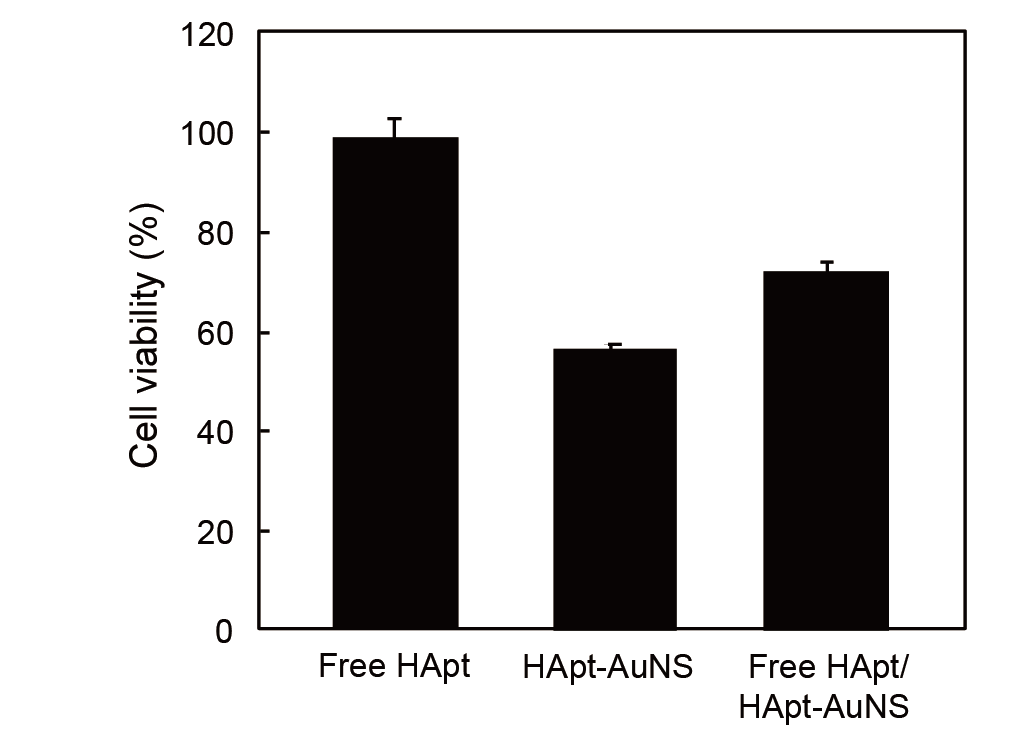 120
100
80
60
40
20
0
Cell viability (%)
Free HApt
HApt-AuNS
Free HApt/
HApt-AuNS